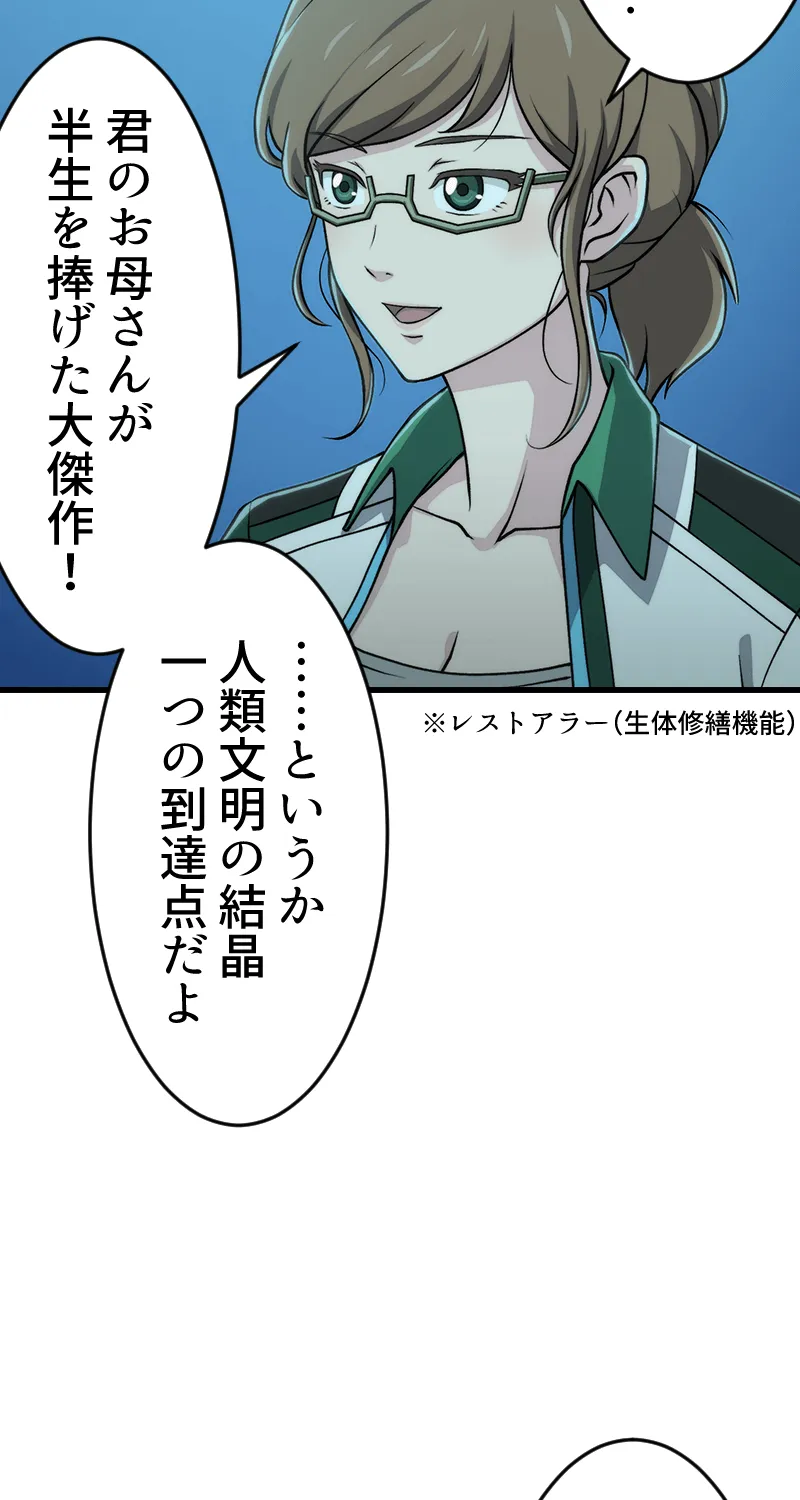 君のお母さんが
半生を捧げた大傑作！
……というか
人類文明の結晶
一つの到達点だよ
※レストアラー（生体修繕機能）